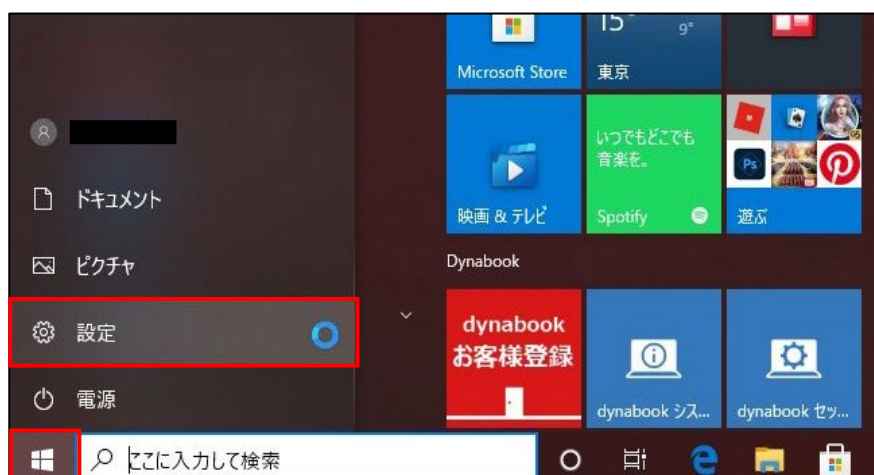 ドキュメント
ピクチャ
設定
電源
ここに入力して検索
Microsoft Store
15°
9°
東京
映画 & テレビ
いつでもどこでも
音楽を。
Spotify
Ps
遊ぶ
Dynabook
dynabook
お客様登録
dynabook シス...
dynabook セッ...